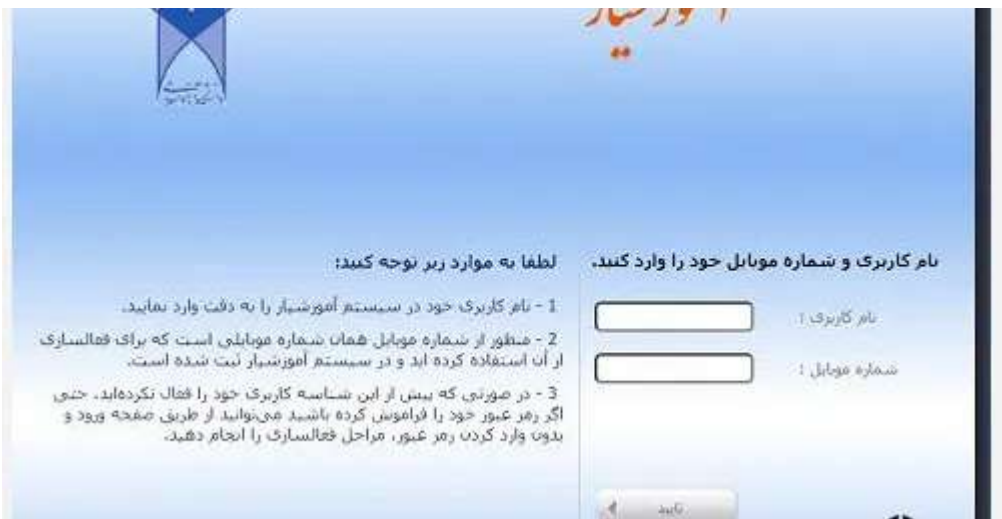 آموزشیار
نام کاربری و شماره موبایل خود را وارد کنید.
نام کاربری :
شماره موبایل :
تایید
لطفا به موارد زیر توجه کنید:
1 - نام کاربری خود در سیستم آموزشیار را به دقت وارد نمایید.
2 - منظور از شماره موبایل همان شماره موبایلی است که برای فعالسازی
از آن استفاده کرده اید و در سیستم آموزشیار ثبت شده است.
3 - در صورتی که پیش از این شناسه کاربری خود را فعال نکرده‌اید، حتی
اگر رمز عبور خود را فراموش کرده باشید می‌توانید از طریق صفحه ورود و
بدون وارد کردن رمز عبور، مراحل فعالسازی را انجام دهید.